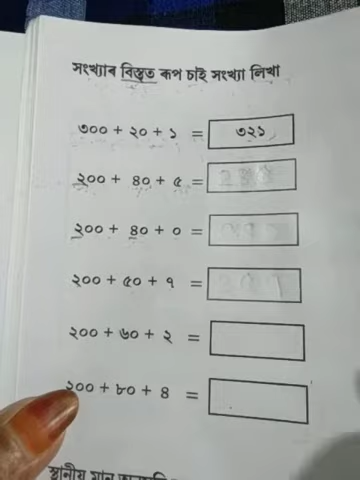 সংখ্যাৰ বিস্তৃত ৰূপ চাই সংখ্যা লিখা
৩০০ + ২০ + ১ = ৩২১
২০০ + ৪০ + ৫ =
২০০ + ৪০ + ০ =
২০০ + ৫০ + ৭ =
২০০ + ৬০ + ২ =
২০০ + ৮০ + ৪ =
স্থানীয় মান